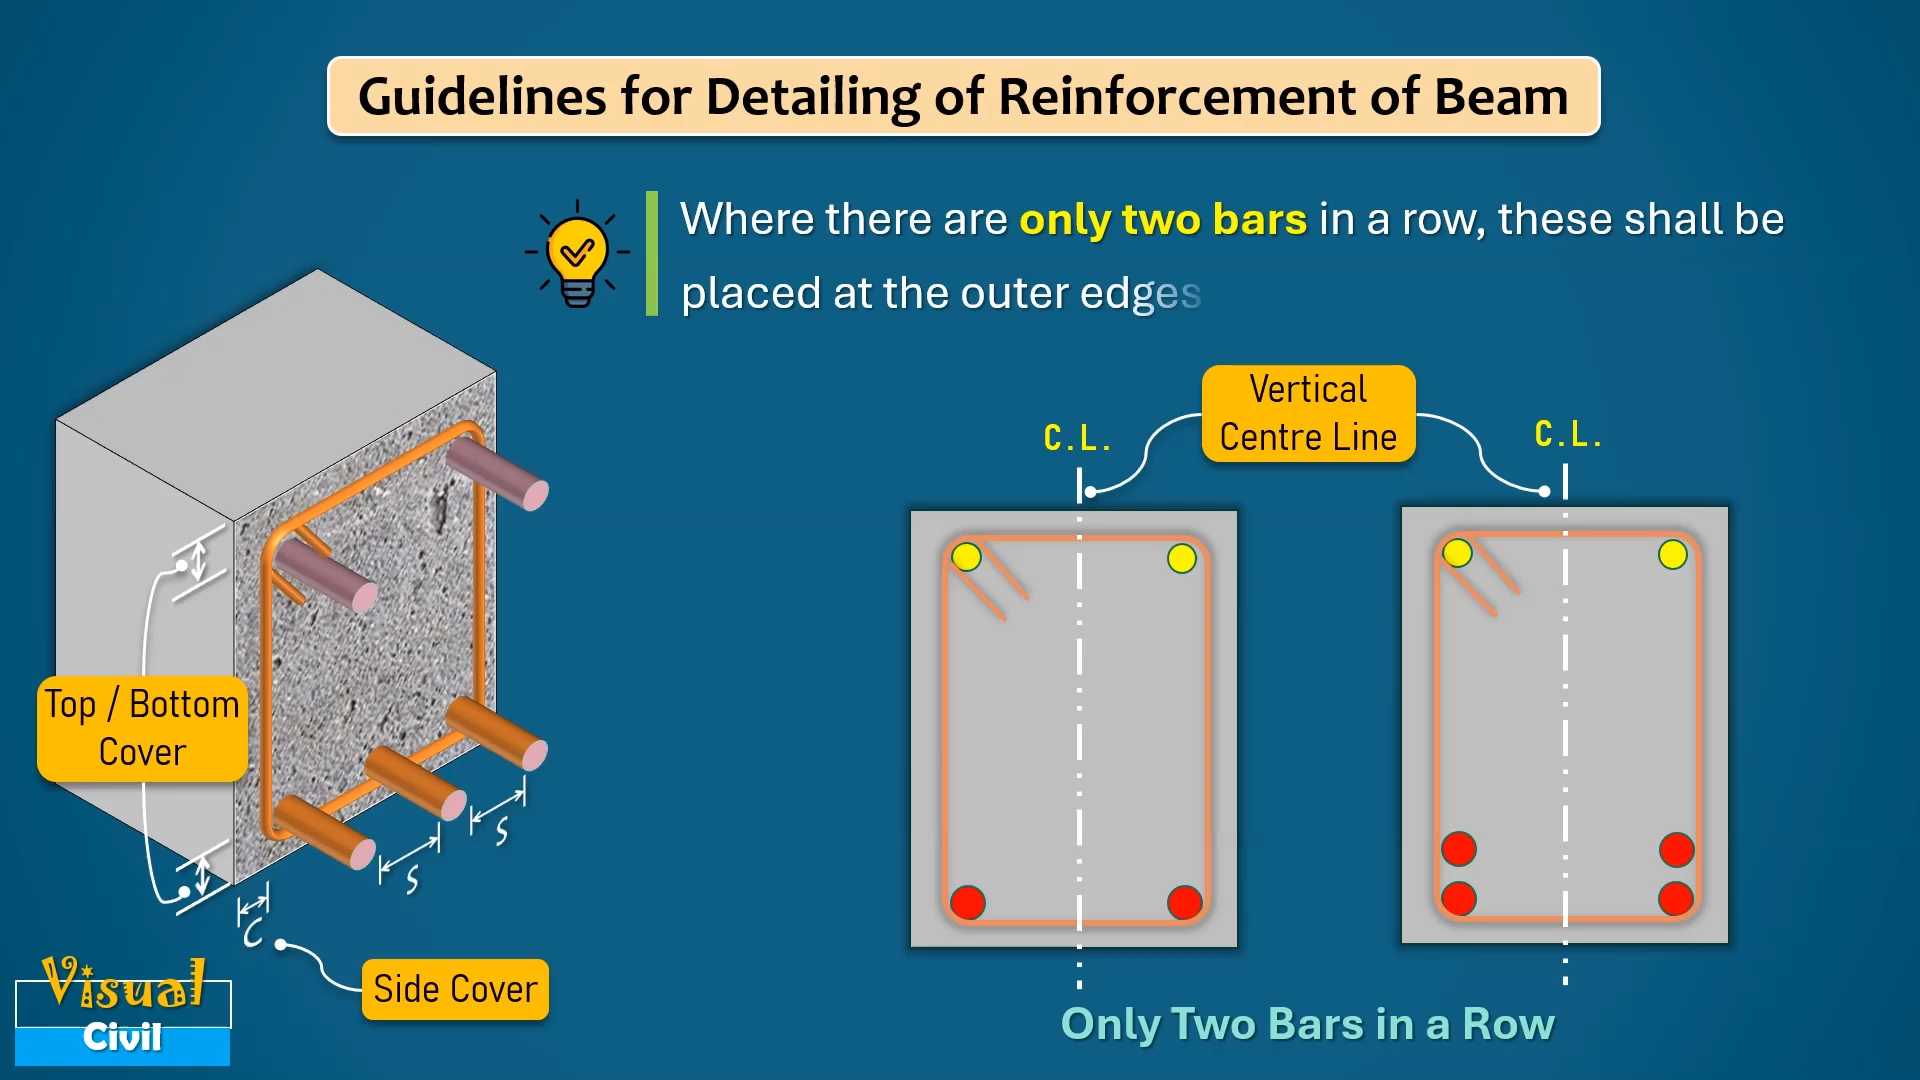 Guidelines for Detailing of Reinforcement of Beam
Where there are only two bars in a row, these shall be
placed at the outer edges
Vertical
Centre Line
C.L.
C.L.
Top / Bottom
Cover
S
S
C
Side Cover
Only Two Bars in a Row
Visual
Civil